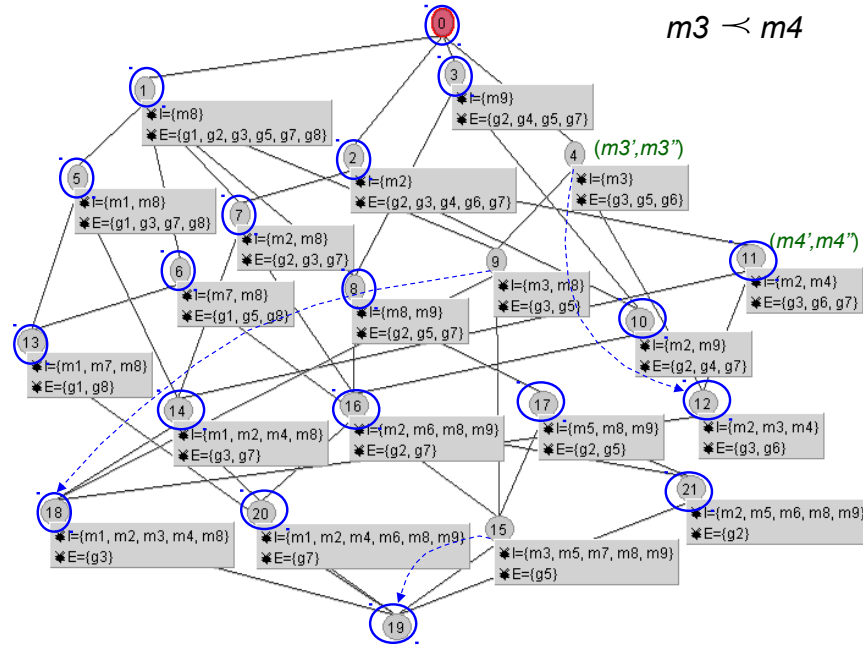 0
m3 ≺ m4
1
I={m8}
E={g1, g2, g3, g5, g7, g8}
3
I={m9}
E={g2, g4, g5, g7}
2
I={m2}
E={g2, g3, g4, g6, g7}
4
(m3',m3”)
I={m3}
E={g3, g5, g6}
5
I={m1, m8}
E={g1, g3, g7, g8}
7
I={m2, m8}
E={g2, g3, g7}
6
I={m7, m8}
E={g1, g5, g8}
8
I={m8, m9}
E={g2, g5, g7}
9
I={m3, m8}
E={g3, g5}
(m4',m4”)
11
I={m2, m4}
E={g3, g6, g7}
10
I={m2, m9}
E={g2, g4, g7}
13
I={m1, m7, m8}
E={g1, g8}
14
I={m1, m2, m4, m8}
E={g3, g7}
16
I={m2, m6, m8, m9}
E={g2, g7}
17
I={m5, m8, m9}
E={g2, g5}
12
I={m2, m3, m4}
E={g3, g6}
18
I={m1, m2, m3, m4, m8}
E={g3}
20
I={m1, m2, m4, m6, m8, m9}
E={g7}
15
I={m3, m5, m7, m8, m9}
E={g5}
21
I={m2, m5, m6, m8, m9}
E={g2}
19